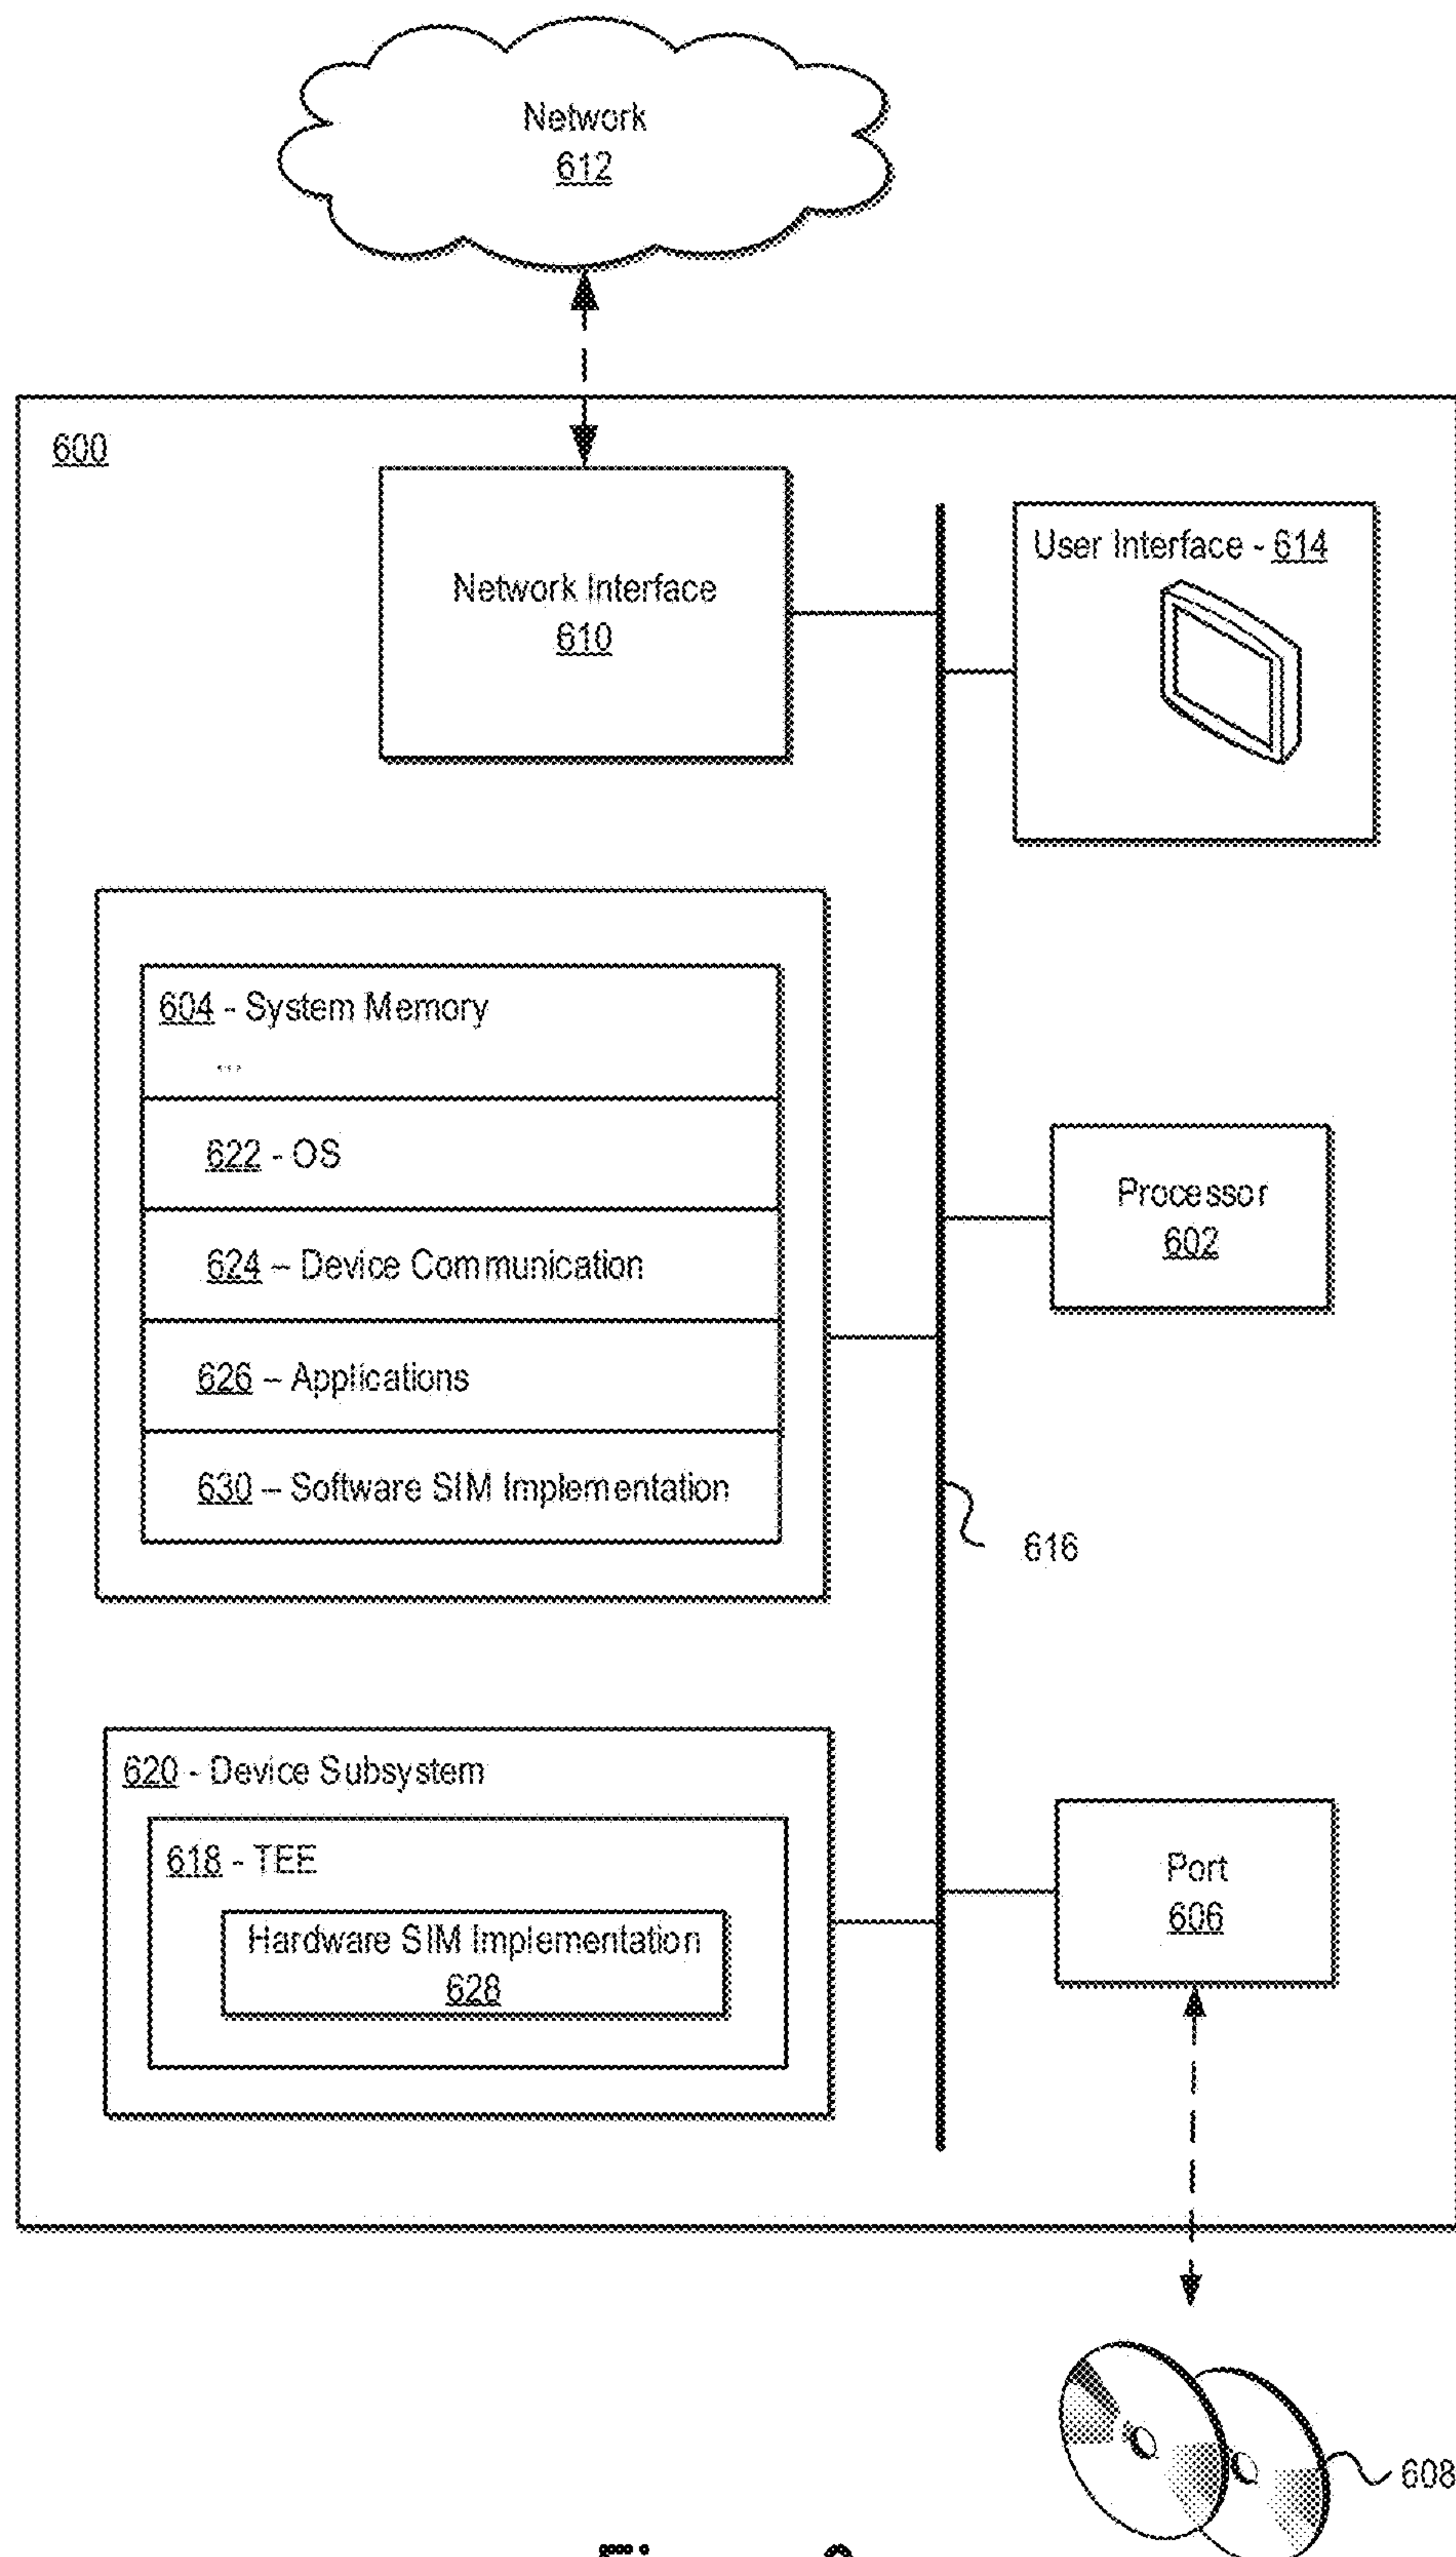 Network
612
600
Network Interface
610
User Interface - 614
604 - System Memory
...
622 - OS
624 – Device Communication
626 – Applications
630 – Software SIM Implementation
Processor
602
616
620 - Device Subsystem
618 - TEE
Hardware SIM Implementation
628
Port
606
608